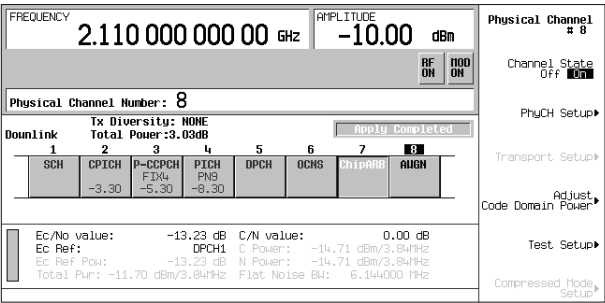 FREQUENCY
2.110 000 000 00 GHz
AMPLITUDE
-10.00 dBm
RF ON
MOD ON
Physical Channel Number: 8
Tx Diversity: NONE
Downlink Total Power:3.03dB
Apply Completed
1 2 3 4 5 6 7 8
SCH CPICH P-CCPCH PICH DPCH OCNS ChipARB AWGN
FIX4 PN9
-3.30 -5.30 -8.30
Ec/No value: -13.23 dB C/N value: 0.00 dB
Ec Ref: DPCH1 C Power: -14.71 dBm/3.84MHz
Ec Ref Pow: -13.23 dB N Power: -14.71 dBm/3.84MHz
Total Pwr: -11.70 dBm/3.84MHz Flat Noise BW: 6.144000 MHz
Physical Channel
# 8
Channel State
Off On
PhyCH Setup
Transport Setup
Adjust
Code Domain Power
Test Setup
Compressed Mode
Setup